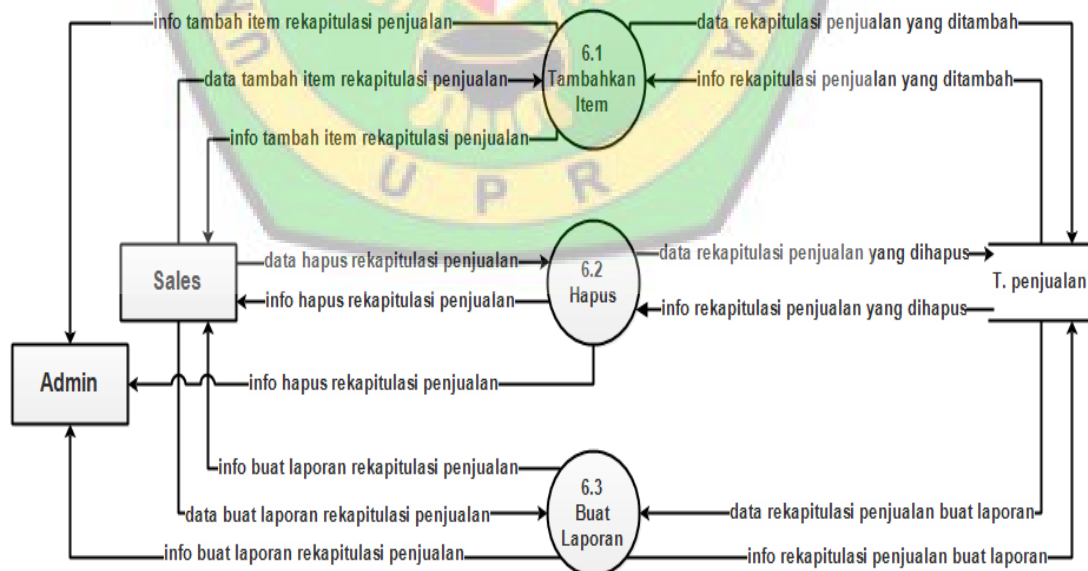 info tambah item rekapitulasi penjualan
data rekapitulasi penjualan yang ditambah
6.1
Tambahkan
Item
data tambah item rekapitulasi penjualan
info rekapitulasi penjualan yang ditambah
info tambah item rekapitulasi penjualan
U P R
Sales
data hapus rekapitulasi penjualan
6.2
Hapus
data rekapitulasi penjualan yang dihapus
T. penjualan
info hapus rekapitulasi penjualan
info rekapitulasi penjualan yang dihapus
Admin
info hapus rekapitulasi penjualan
info buat laporan rekapitulasi penjualan
6.3
Buat
Laporan
data buat laporan rekapitulasi penjualan
data rekapitulasi penjualan buat laporan
info buat laporan rekapitulasi penjualan
info rekapitulasi penjualan buat laporan